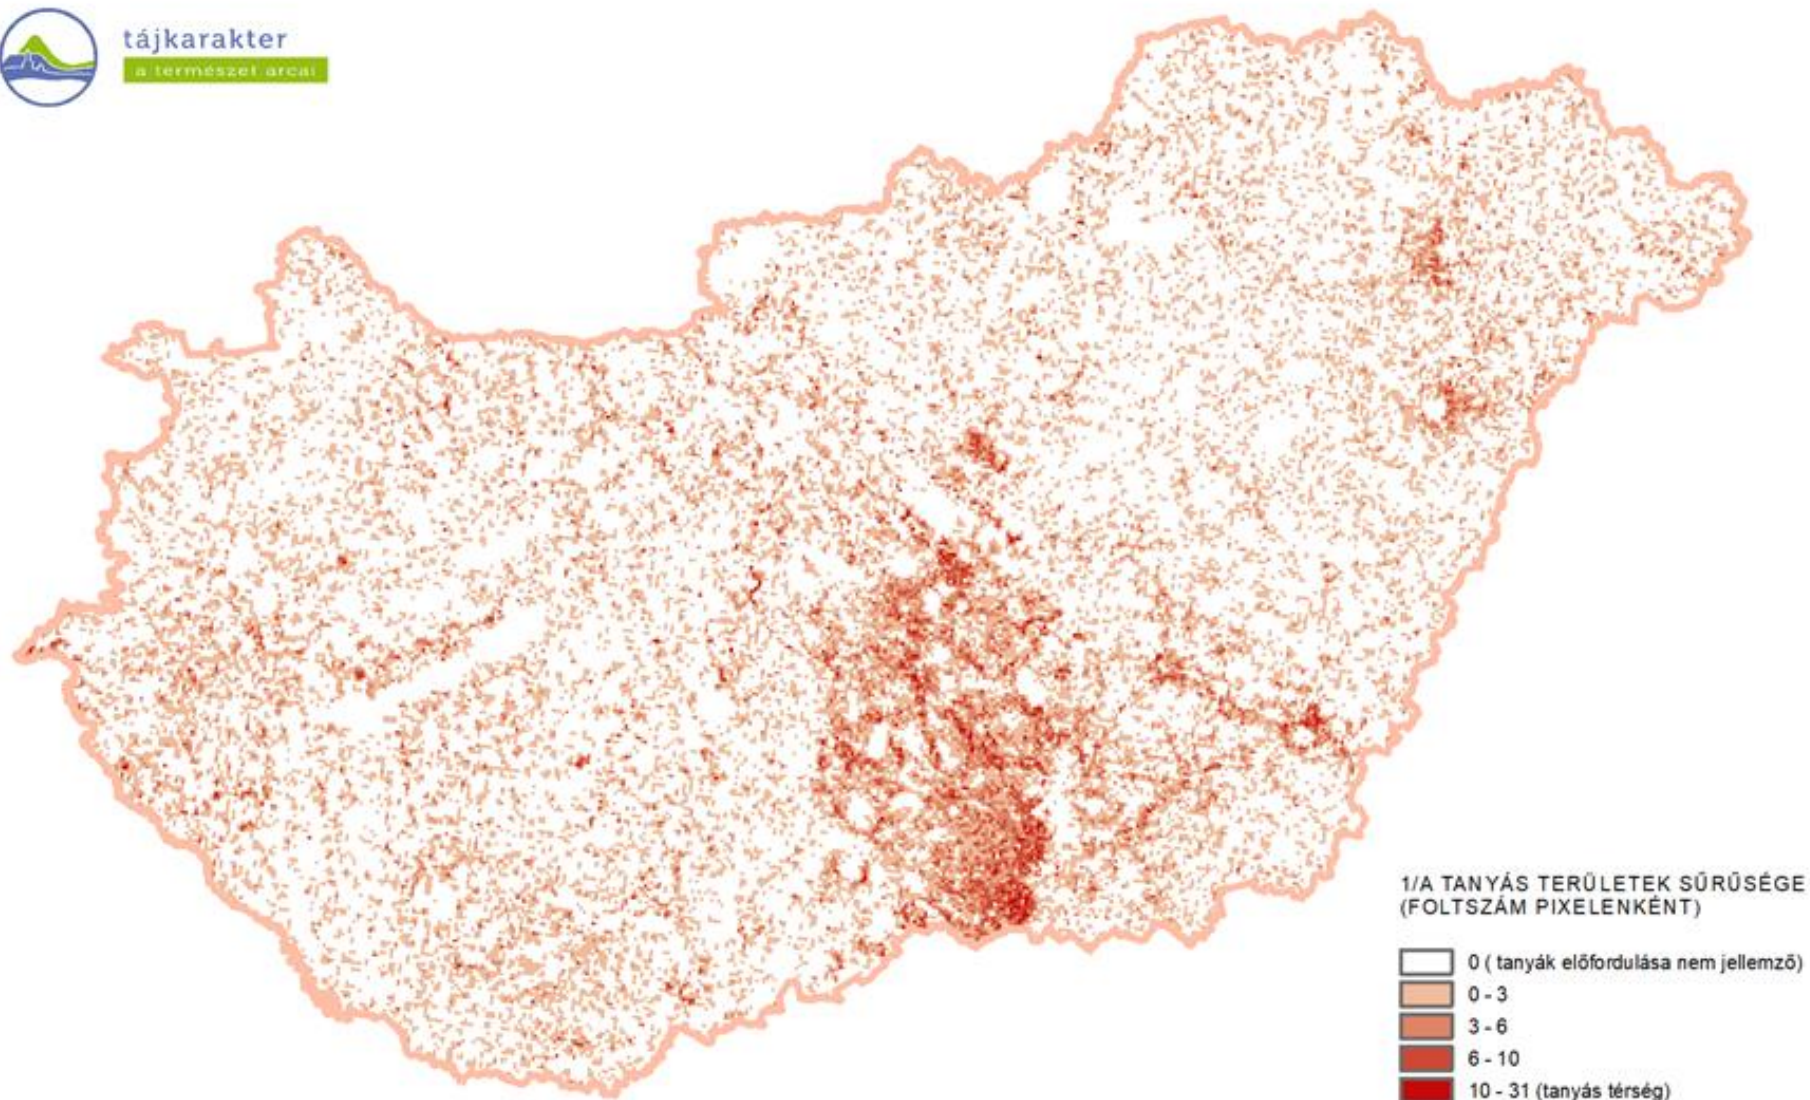 tájkarakter
a természet arcai
1/A TANYÁS TERÜLETEK SŰRŰSÉGE
(FOLTSZÁM PIXELENKÉNT)
0 ( tanyák előfordulása nem jellemző)
0 - 3
3 - 6
6 - 10
10 - 31 (tanyás térség)